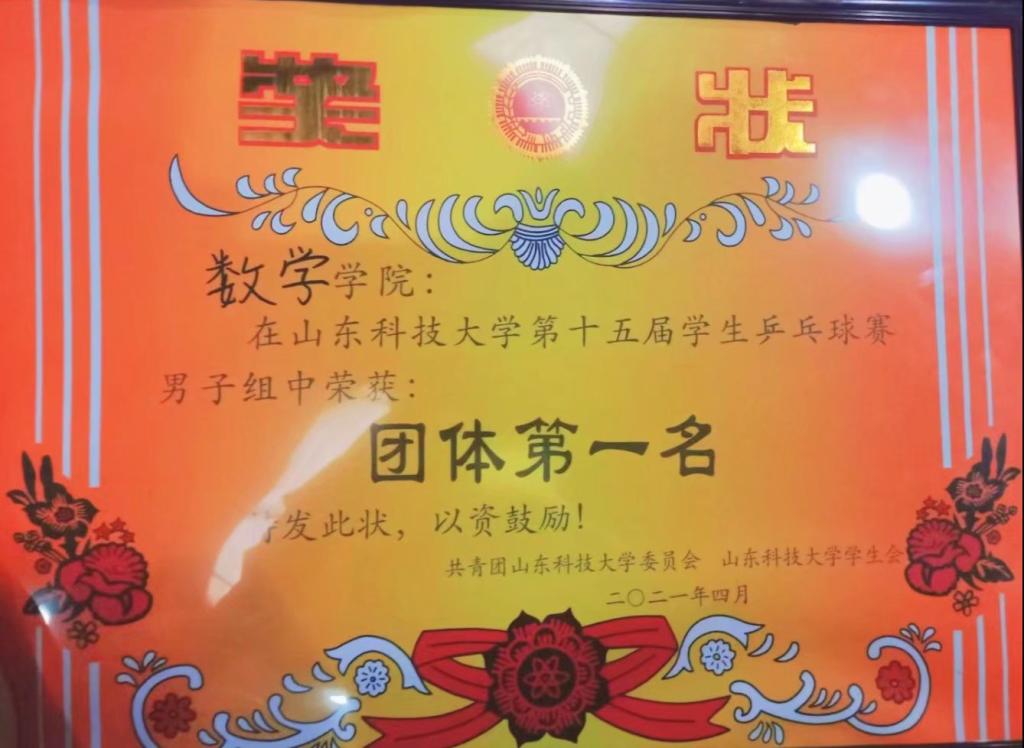 奖状
数学学院：
在山东科技大学第十五届学生乒乓球赛
男子组中荣获：
团体第一名
特发此状，以资鼓励！
共青团山东科技大学委员会 山东科技大学学生会
二〇二一年四月